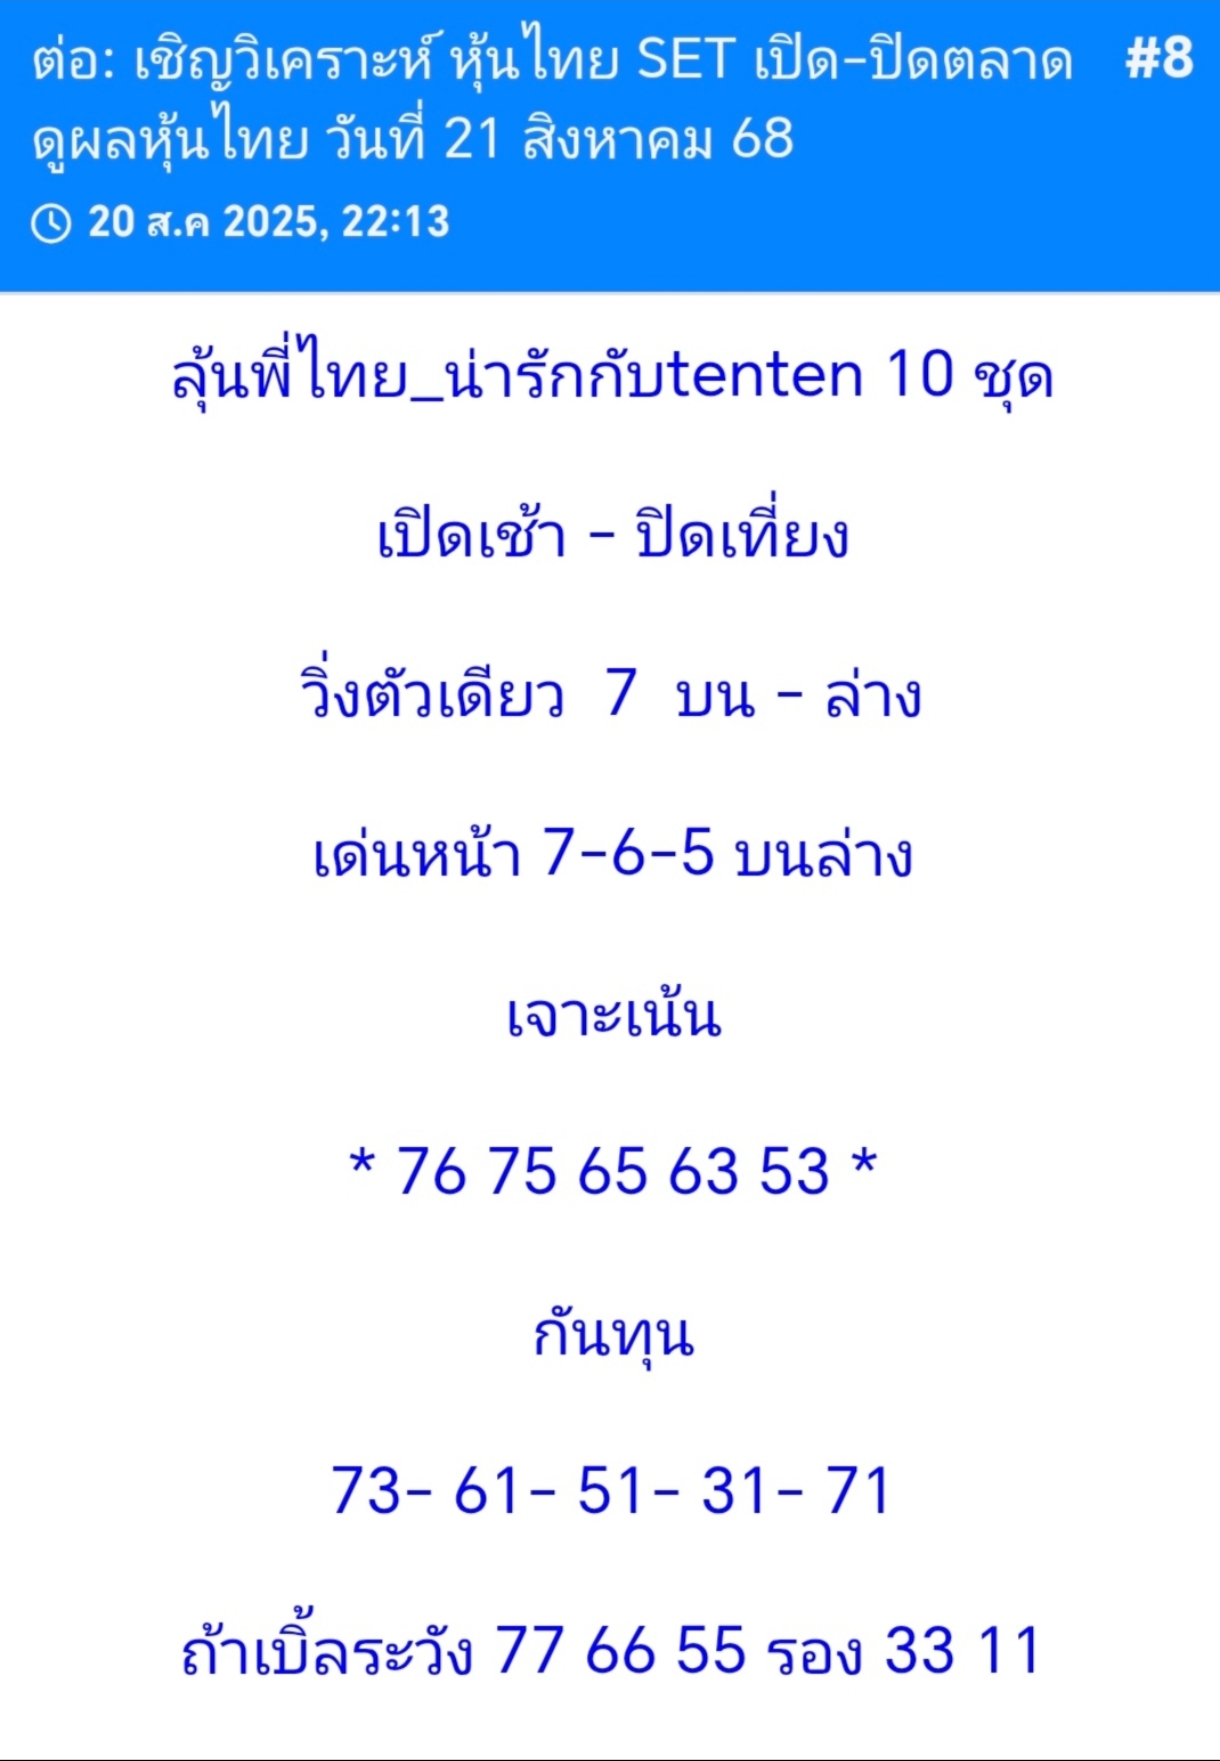 ต่อ: เชิญวิเคราะห์ หุ้นไทย SET เปิด-ปิดตลาด #8
ดูผลหุ้นไทย วันที่ 21 สิงหาคม 68
20 ส.ค 2025, 22:13
ลุ้นพี่ไทย_น่ารักกับtenten 10 ชุด
เปิดเช้า - ปิดเที่ยง
วิ่งตัวเดียว 7 บน - ล่าง
เด่นหน้า 7-6-5 บนล่าง
เจาะเน้น
* 76 75 65 63 53 *
กันทุน
73- 61- 51- 31- 71
ถ้าเบิ้ลระวัง 77 66 55 รอง 33 11